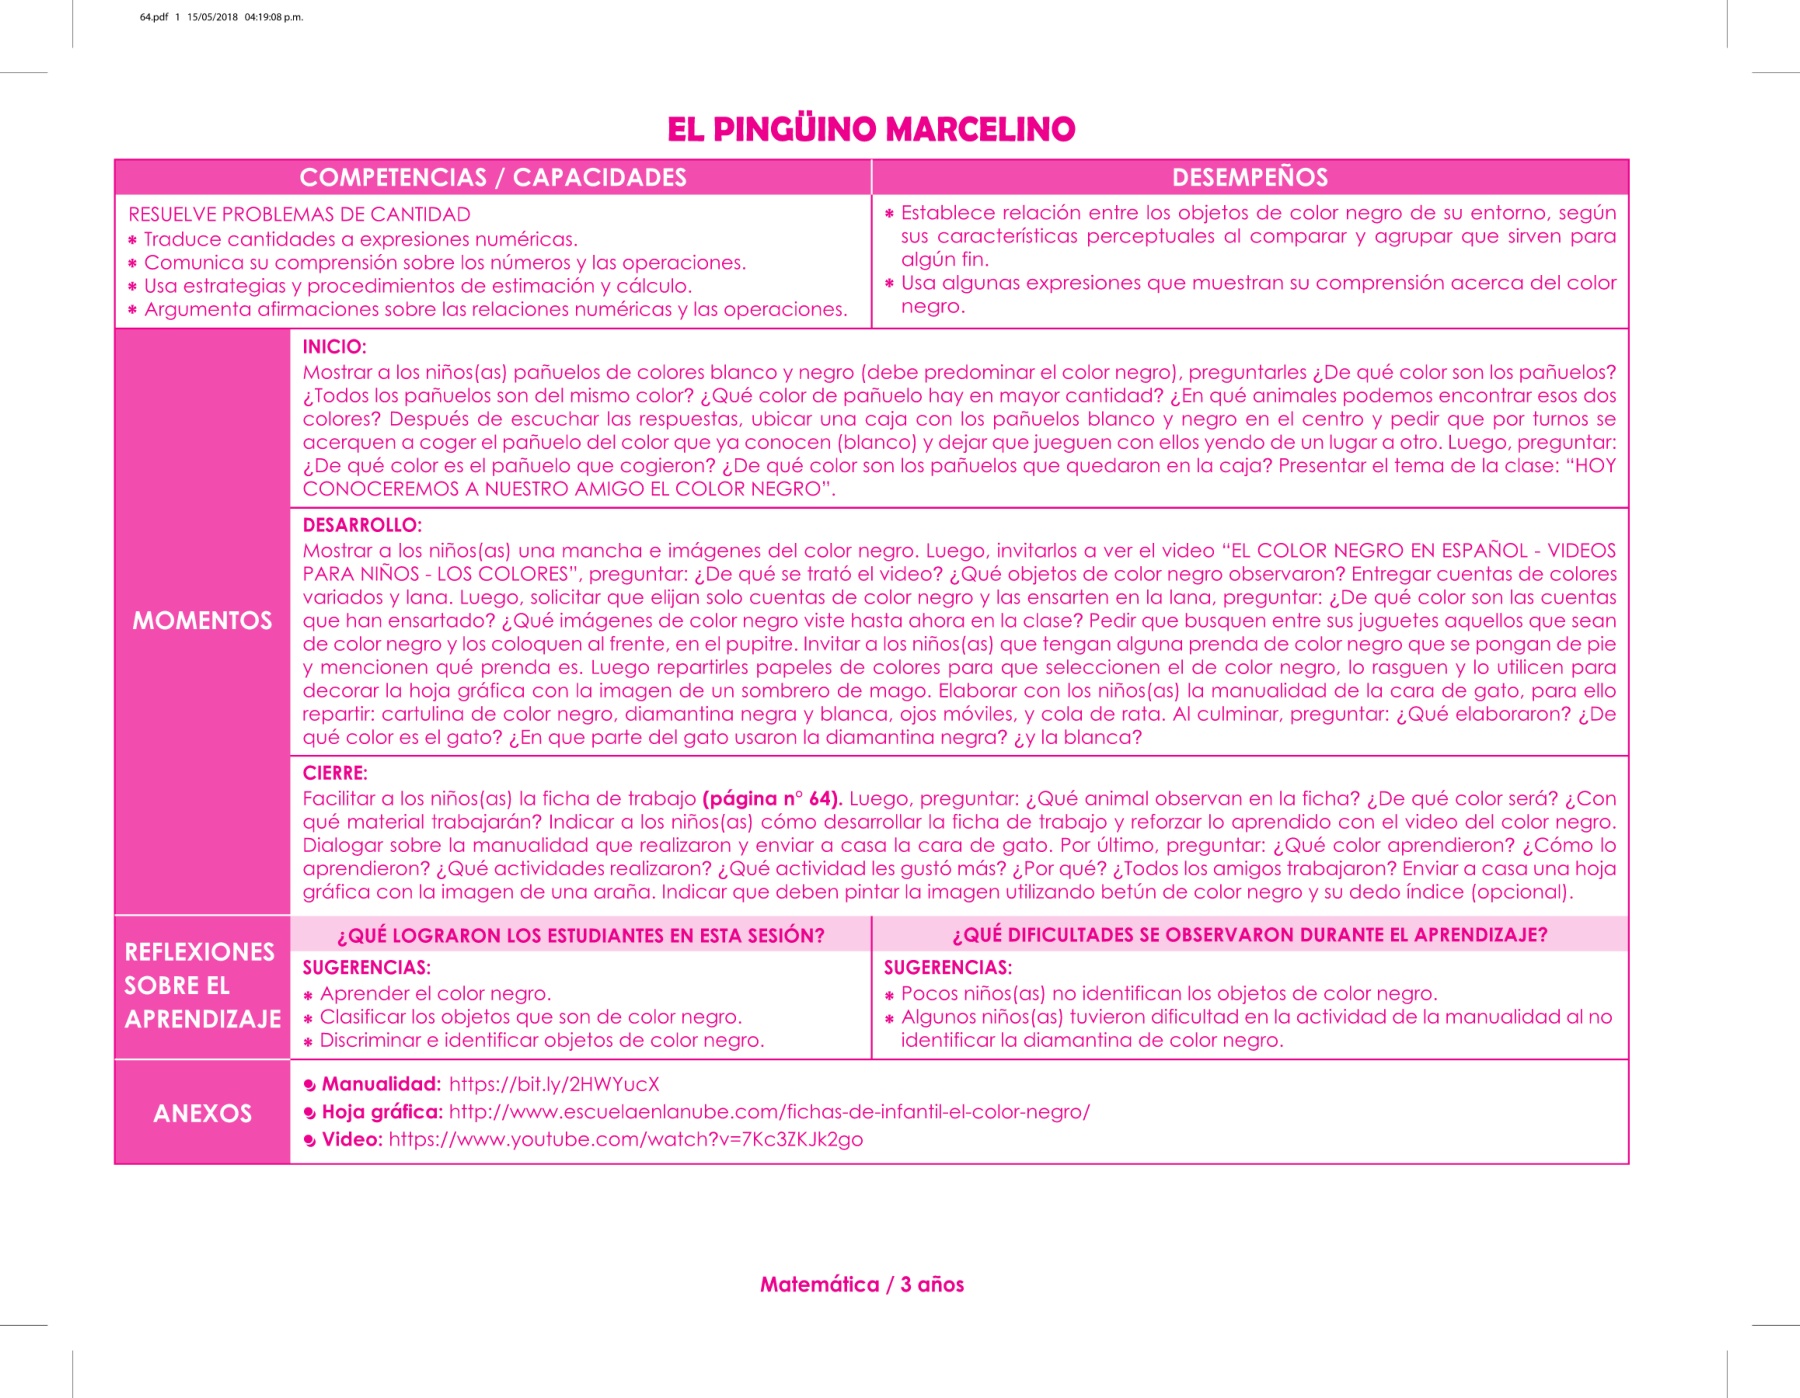 64.pdf 1 15/05/2018 04:19:08 p.m.
EL PINGÜINO MARCELINO
COMPETENCIAS / CAPACIDADES
DESEMPEÑOS
RESUELVE PROBLEMAS DE CANTIDAD
* Traduce cantidades a expresiones numéricas.
* Comunica su comprensión sobre los números y las operaciones.
* Usa estrategias y procedimientos de estimación y cálculo.
* Argumenta afirmaciones sobre las relaciones numéricas y las operaciones.
* Establece relación entre los objetos de color negro de su entorno, según
sus características perceptuales al comparar y agrupar que sirven para
algún fin.
* Usa algunas expresiones que muestran su comprensión acerca del color
negro.
MOMENTOS
INICIO:
Mostrar a los niños(as) pañuelos de colores blanco y negro (debe predominar el color negro), preguntarles ¿De qué color son los pañuelos?
¿Todos los pañuelos son del mismo color? ¿Qué color de pañuelo hay en mayor cantidad? ¿En qué animales podemos encontrar esos dos
colores? Después de escuchar las respuestas, ubicar una caja con los pañuelos blanco y negro en el centro y pedir que por turnos se
acerquen a coger el pañuelo del color que ya conocen (blanco) y dejar que jueguen con ellos yendo de un lugar a otro. Luego, preguntar:
¿De qué color es el pañuelo que cogieron? ¿De qué color son los pañuelos que quedaron en la caja? Presentar el tema de la clase: “HOY
CONOCEREMOS A NUESTRO AMIGO EL COLOR NEGRO”.
DESARROLLO:
Mostrar a los niños(as) una mancha e imágenes del color negro. Luego, invitarlos a ver el video “EL COLOR NEGRO EN ESPAÑOL - VIDEOS
PARA NIÑOS - LOS COLORES”, preguntar: ¿De qué se trató el video? ¿Qué objetos de color negro observaron? Entregar cuentas de colores
variados y lana. Luego, solicitar que elijan solo cuentas de color negro y las ensarten en la lana, preguntar: ¿De qué color son las cuentas
que han ensartado? ¿Qué imágenes de color negro viste hasta ahora en la clase? Pedir que busquen entre sus juguetes aquellos que sean
de color negro y los coloquen al frente, en el pupitre. Invitar a los niños(as) que tengan alguna prenda de color negro que se pongan de pie
y mencionen qué prenda es. Luego repartirles papeles de colores para que seleccionen el de color negro, lo rasguen y lo utilicen para
decorar la hoja gráfica con la imagen de un sombrero de mago. Elaborar con los niños(as) la manualidad de la cara de gato, para ello
repartir: cartulina de color negro, diamantina negra y blanca, ojos móviles, y cola de rata. Al culminar, preguntar: ¿Qué elaboraron? ¿De
qué color es el gato? ¿En que parte del gato usaron la diamantina negra? ¿y la blanca?
CIERRE:
Facilitar a los niños(as) la ficha de trabajo (página n° 64). Luego, preguntar: ¿Qué animal observan en la ficha? ¿De qué color será? ¿Con
qué material trabajarán? Indicar a los niños(as) cómo desarrollar la ficha de trabajo y reforzar lo aprendido con el video del color negro.
Dialogar sobre la manualidad que realizaron y enviar a casa la cara de gato. Por último, preguntar: ¿Qué color aprendieron? ¿Cómo lo
aprendieron? ¿Qué actividades realizaron? ¿Qué actividad les gustó más? ¿Por qué? ¿Todos los amigos trabajaron? Enviar a casa una hoja
gráfica con la imagen de una araña. Indicar que deben pintar la imagen utilizando betún de color negro y su dedo índice (opcional).
REFLEXIONES
SOBRE EL
APRENDIZAJE
¿QUÉ LOGRARON LOS ESTUDIANTES EN ESTA SESIÓN?
SUGERENCIAS:
* Aprender el color negro.
* Clasificar los objetos que son de color negro.
* Discriminar e identificar objetos de color negro.
¿QUÉ DIFICULTADES SE OBSERVARON DURANTE EL APRENDIZAJE?
SUGERENCIAS:
* Pocos niños(as) no identifican los objetos de color negro.
* Algunos niños(as) tuvieron dificultad en la actividad de la manualidad al no
identificar la diamantina de color negro.
ANEXOS
Manualidad: https://bit.ly/2HWYucX
Hoja gráfica: http://www.escuelaenlanube.com/fichas-de-infantil-el-color-negro/
Video: https://www.youtube.com/watch?v=7Kc3ZKJk2go
Matemática / 3 años